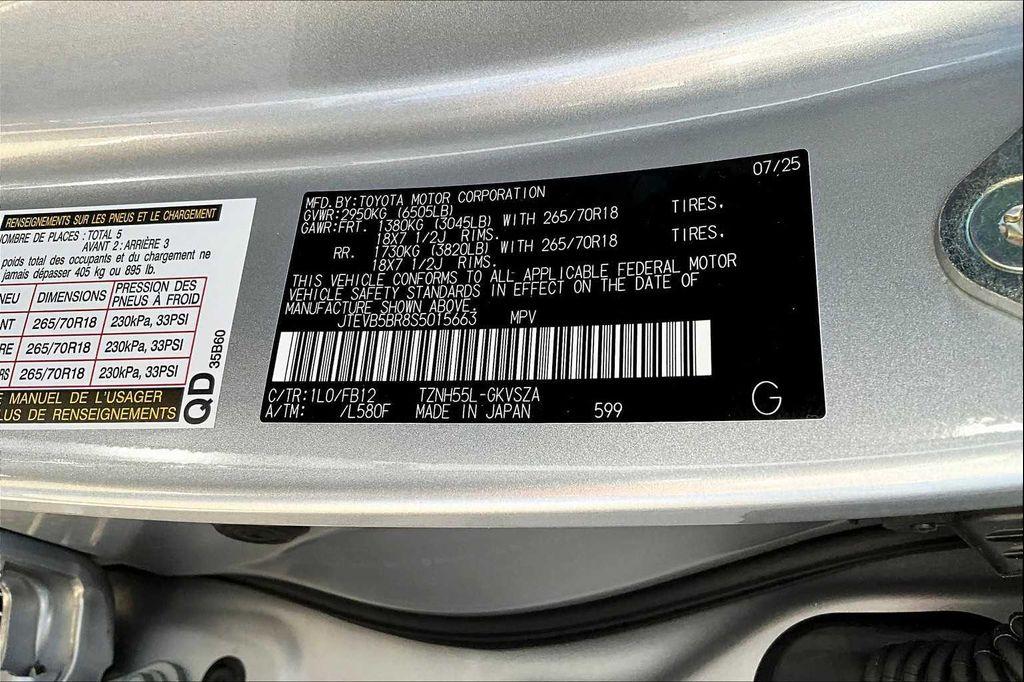 07/25
MFD.BY:TOYOTA MOTOR CORPORATION
GVWR:2950KG (6505LB)
GAWR:FRT. 1380KG (3045LB) WITH 265/70R18 TIRES.
18X7 1/2J RIMS.
RR. 1730KG (3820LB) WITH 265/70R18 TIRES.
18X7 1/2J RIMS.
THIS VEHICLE CONFORMS TO ALL APPLICABLE FEDERAL MOTOR
VEHICLE SAFETY STANDARDS IN EFFECT ON THE DATE OF
MANUFACTURE SHOWN ABOVE.
JTEVB5BR8S5015663 MPV
C/TR:1L0/FB12 TZNH55L-GKVSZA
A/TM: /L580F MADE IN JAPAN 599 G
RENSEIGNEMENTS SUR LES PNEUS ET LE CHARGEMENT
NOMBRE DE PLACES: TOTAL 5
AVANT 2: ARRIÈRE 3
poids total des occupants et du chargement ne
jamais dépasser 405 kg ou 895 lb.
NEU DIMENSIONS PRESSION DES
PNEUS À FROID
ANT 265/70R18 230kPa, 33PSI
RE 265/70R18 230kPa, 33PSI
RS 265/70R18 230kPa, 33PSI
E MANUEL DE L'USAGER
PLUS DE RENSEIGNEMENTS
QD 35B60